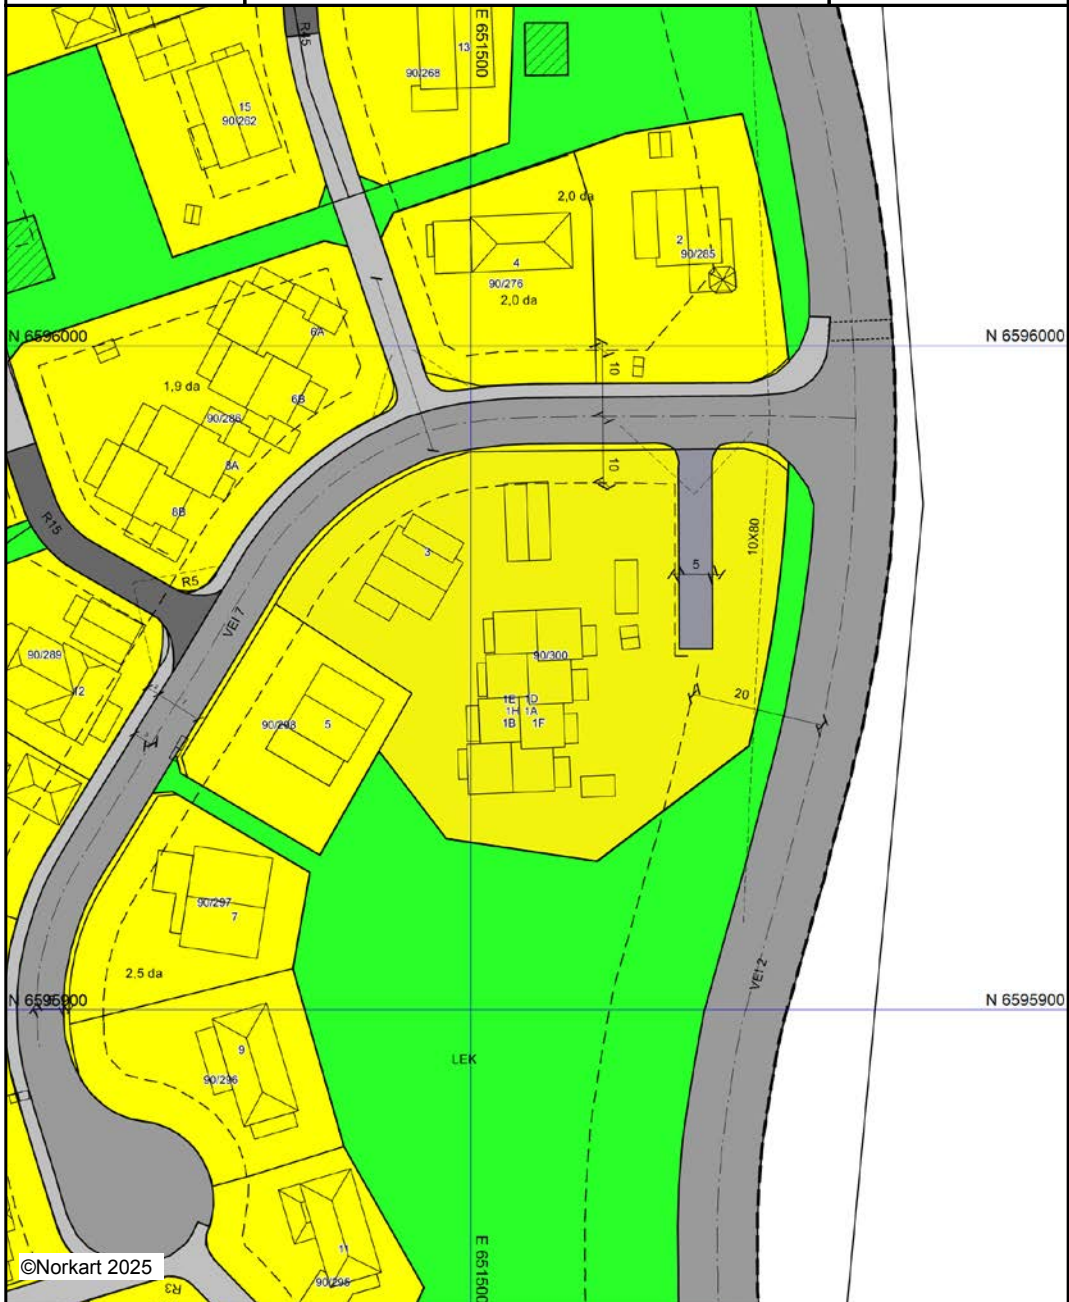 R45
E 651500
13
90/268
15
90/262
2,0 da
2
90/285
4
90/276
2,0 da
N 6596000
N 6596000
6A
10
1,9 da
6B
90/286
8A
10
8B
R15
10X80
3
5
R5
VEI 7
90/289
90/300
12
20
1E 1D
1H 1A
1B 1F
90/298
5
90/297
7
2,5 da
VEI 2
N 6595900
N 6595900
LEK
9
90/296
E 651500
11
©Norkart 2025
90/295
R3